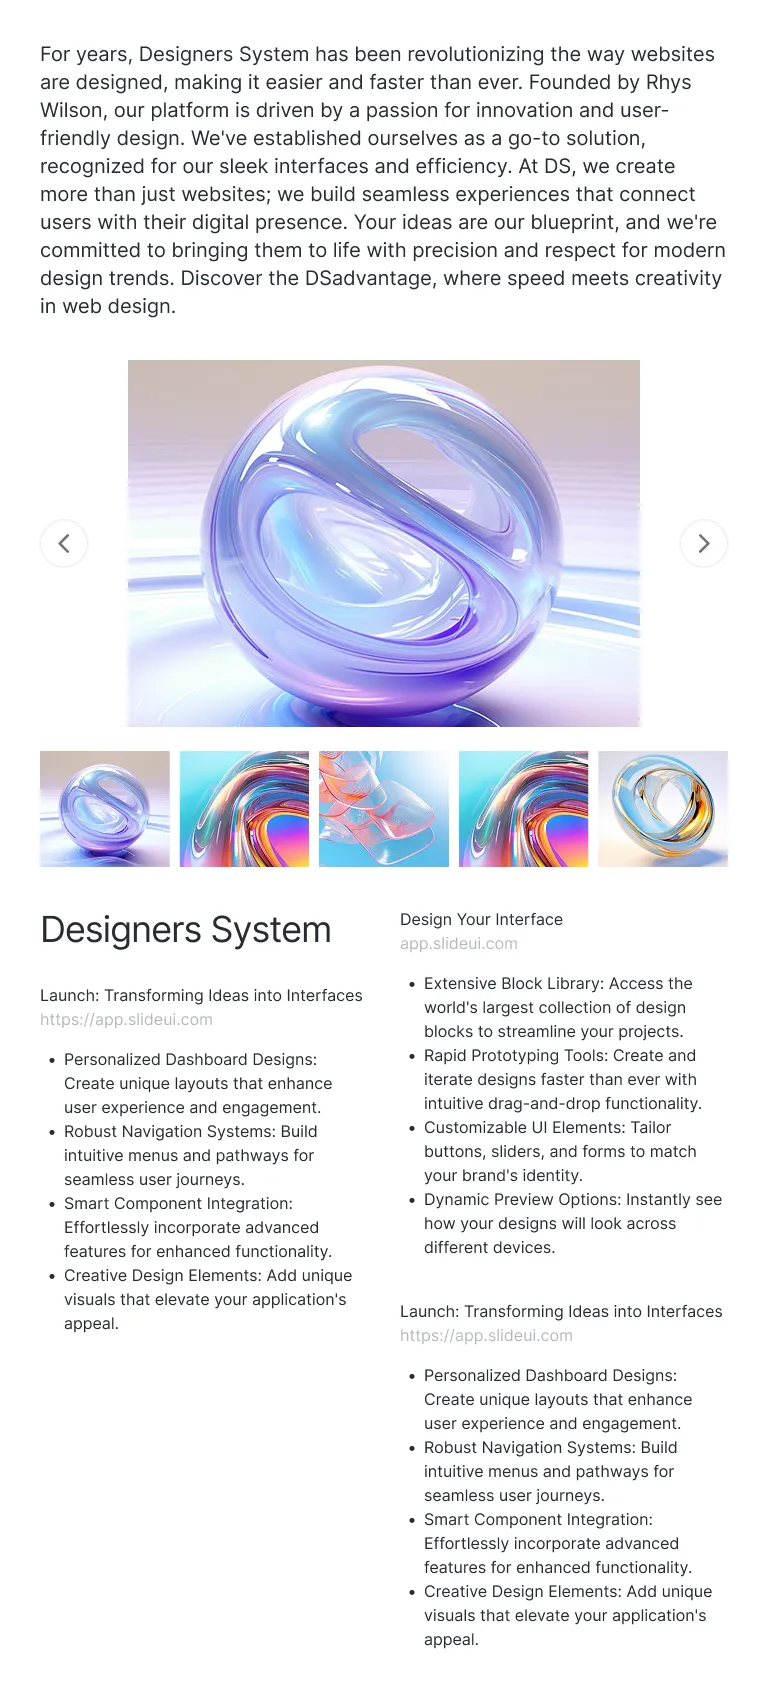 For years, Designers System has been revolutionizing the way websites
are designed, making it easier and faster than ever. Founded by Rhys
Wilson, our platform is driven by a passion for innovation and user-
friendly design. We've established ourselves as a go-to solution,
recognized for our sleek interfaces and efficiency. At DS, we create
more than just websites; we build seamless experiences that connect
users with their digital presence. Your ideas are our blueprint, and we're
committed to bringing them to life with precision and respect for modern
design trends. Discover the DSadvantage, where speed meets creativity
in web design.
Designers System
Launch: Transforming Ideas into Interfaces
https://app.slideui.com
• Personalized Dashboard Designs:
Create unique layouts that enhance
user experience and engagement.
• Robust Navigation Systems: Build
intuitive menus and pathways for
seamless user journeys.
• Smart Component Integration:
Effortlessly incorporate advanced
features for enhanced functionality.
• Creative Design Elements: Add unique
visuals that elevate your application's
appeal.
Design Your Interface
app.slideui.com
• Extensive Block Library: Access the
world's largest collection of design
blocks to streamline your projects.
• Rapid Prototyping Tools: Create and
iterate designs faster than ever with
intuitive drag-and-drop functionality.
• Customizable UI Elements: Tailor
buttons, sliders, and forms to match
your brand's identity.
• Dynamic Preview Options: Instantly see
how your designs will look across
different devices.
Launch: Transforming Ideas into Interfaces
https://app.slideui.com
• Personalized Dashboard Designs:
Create unique layouts that enhance
user experience and engagement.
• Robust Navigation Systems: Build
intuitive menus and pathways for
seamless user journeys.
• Smart Component Integration:
Effortlessly incorporate advanced
features for enhanced functionality.
• Creative Design Elements: Add unique
visuals that elevate your application's
appeal.